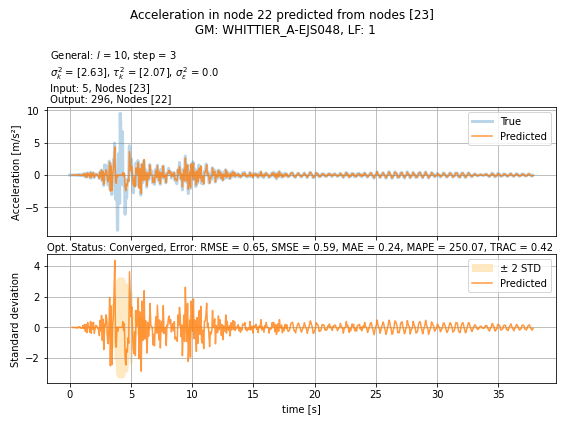 Acceleration in node 22 predicted from nodes [23]
GM: WHITTIER_A-EJS048, LF: 1
General: l = 10, step = 3
σ²ₖ = [2.63], τ²ₖ = [2.07], σ²ε = 0.0
Input: 5, Nodes [23]
Output: 296, Nodes [22]
Acceleration [m/s²]
10
5
0
−5
True
Predicted
Opt. Status: Converged, Error: RMSE = 0.65, SMSE = 0.59, MAE = 0.24, MAPE = 250.07, TRAC = 0.42
Standard deviation
4
2
0
−2
± 2 STD
Predicted
0 5 10 15 20 25 30 35
time [s]